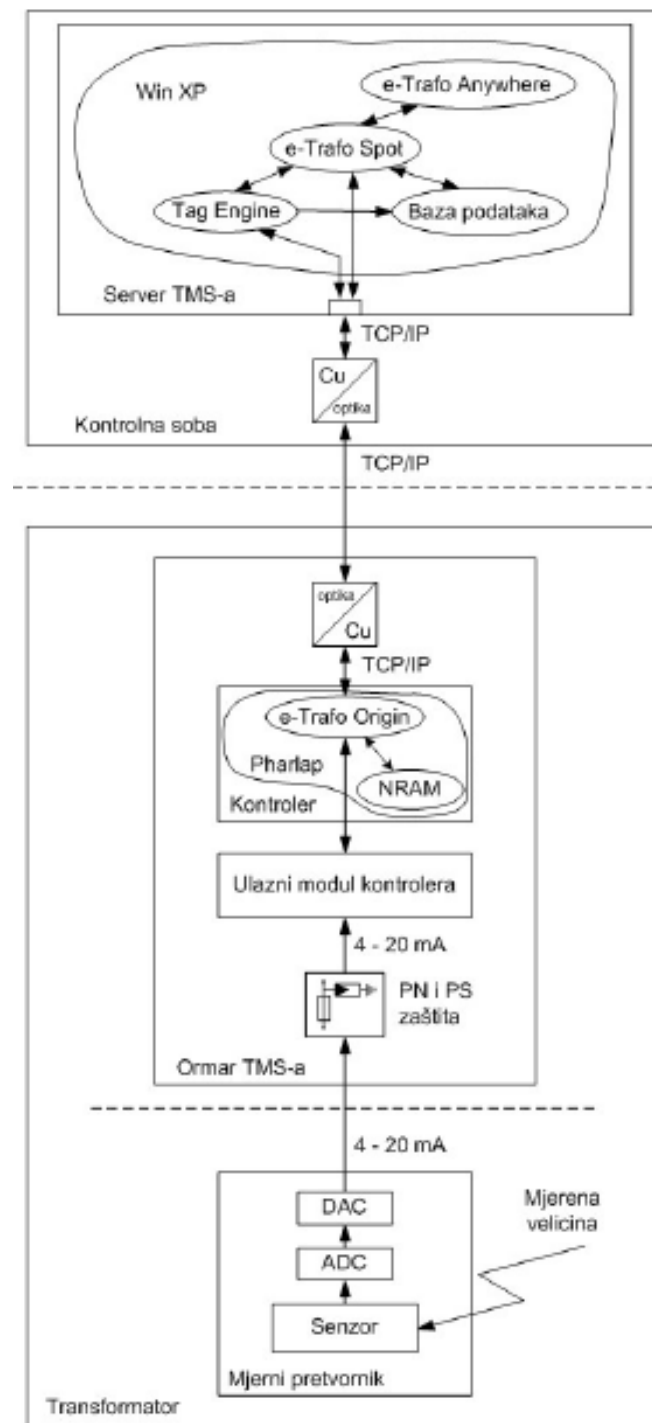 Win XP
e-Trafo Anywhere
e-Trafo Spot
Tag Engine
Baza podataka
Server TMS-a
TCP/IP
Cu
optika
Kontrolna soba
TCP/IP
optika
Cu
TCP/IP
e-Trafo Origin
Pharlap
NRAM
Kontroler
Ulazni modul kontrolera
4 - 20 mA
PN i PS
zaštita
Ormar TMS-a
4 - 20 mA
DAC
Mjerena
velicina
ADC
Senzor
Mjerni pretvornik
Transformator